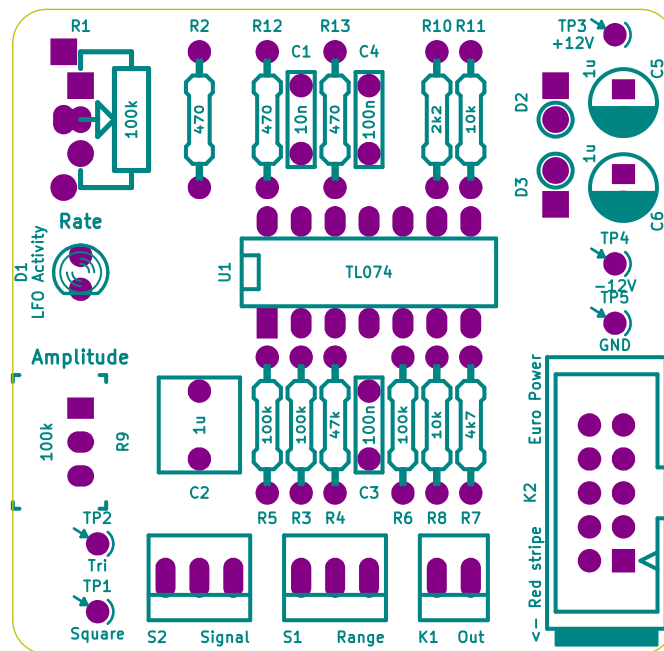 R1
R2
R12
R13
R10
R11
TP3
+12V
C1
C4
1u
C5
100k
470
470
10n
470
100n
2k2
10k
D2
1u
D3
C6
Rate
D1
LFO Activity
U1
TL074
TP4
-12V
TP5
GND
Amplitude
100k
R9
1u
C2
100k
10k
47k
100n
100k
10k
4k7
C3
R5
R3
R4
R6
R8
R7
Euro Power
K2
<- Red stripe
TP2
Tri
TP1
Square
S2
Signal
S1
Range
K1
Out